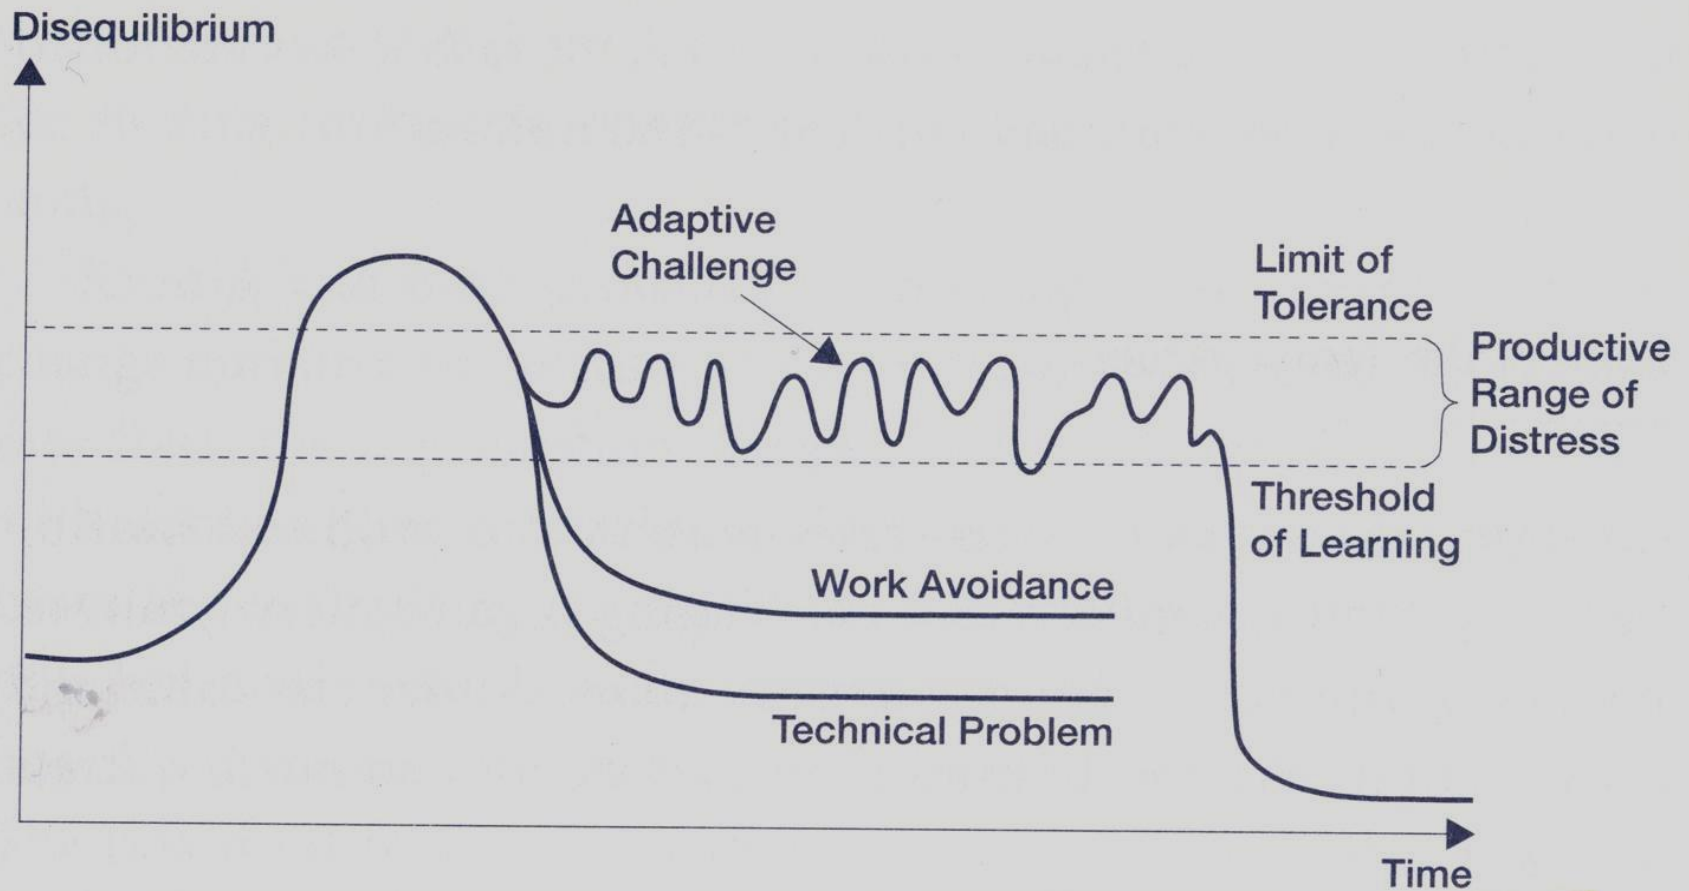 Disequilibrium
Adaptive
Challenge
Limit of
Tolerance
Productive
Range of
Distress
Threshold
of Learning
Work Avoidance
Technical Problem
Time